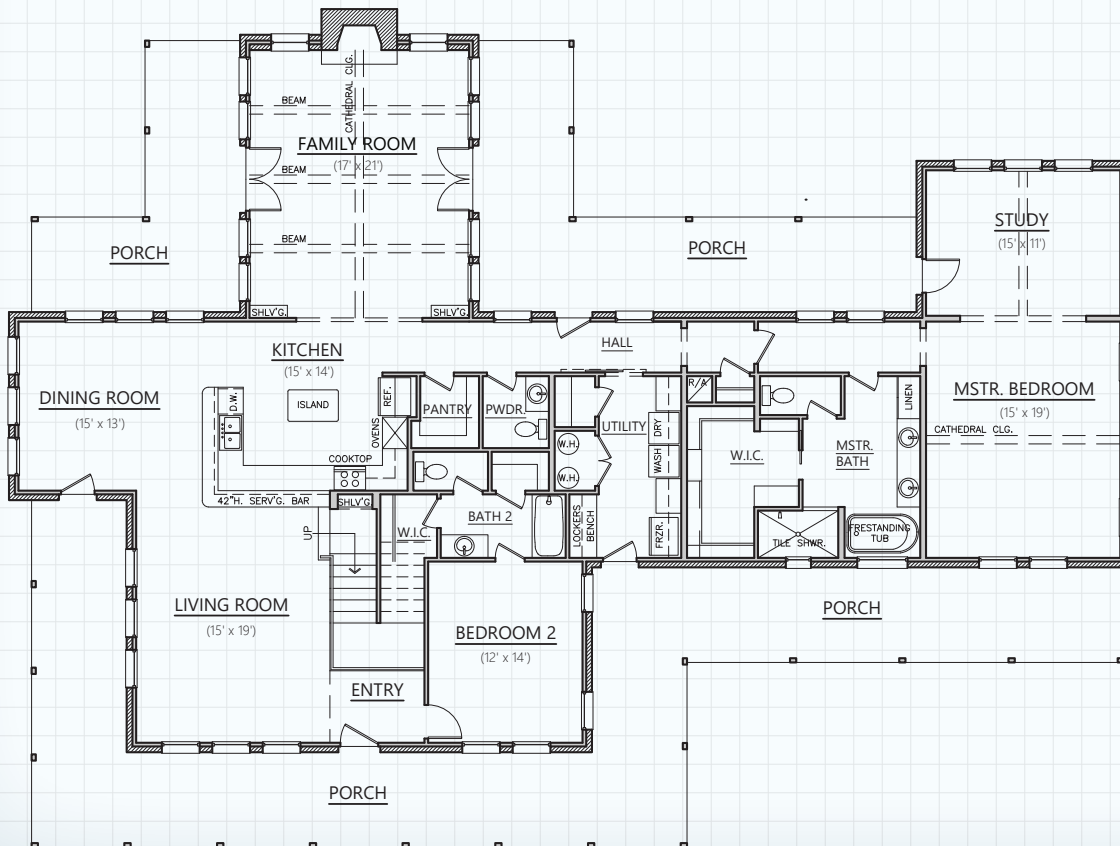 CATHEDRAL CLG.
BEAM
FAMILY ROOM
(17' x 21')
BEAM
BEAM
PORCH
PORCH
STUDY
(15' x 11')
SHLV'G.
SHLV'G.
HALL
KITCHEN
(15' x 14')
DINING ROOM
(15' x 13')
D.W.
ISLAND
REF.
OVENS
COOKTOP
PANTRY
PWDR.
UTILITY
R/A
W.H.
W.H.
DRY
WASH
FRZR.
W.I.C.
MSTR.
BATH
LINEN
MSTR. BEDROOM
(15' x 19')
CATHEDRAL CLG.
42"H. SERV'G. BAR
SHLV'G.
UP
W.I.C.
BATH 2
LOCKERS
BENCH
TILE SHWR.
FRESTANDING
TUB
LIVING ROOM
(15' x 19')
BEDROOM 2
(12' x 14')
PORCH
ENTRY
PORCH